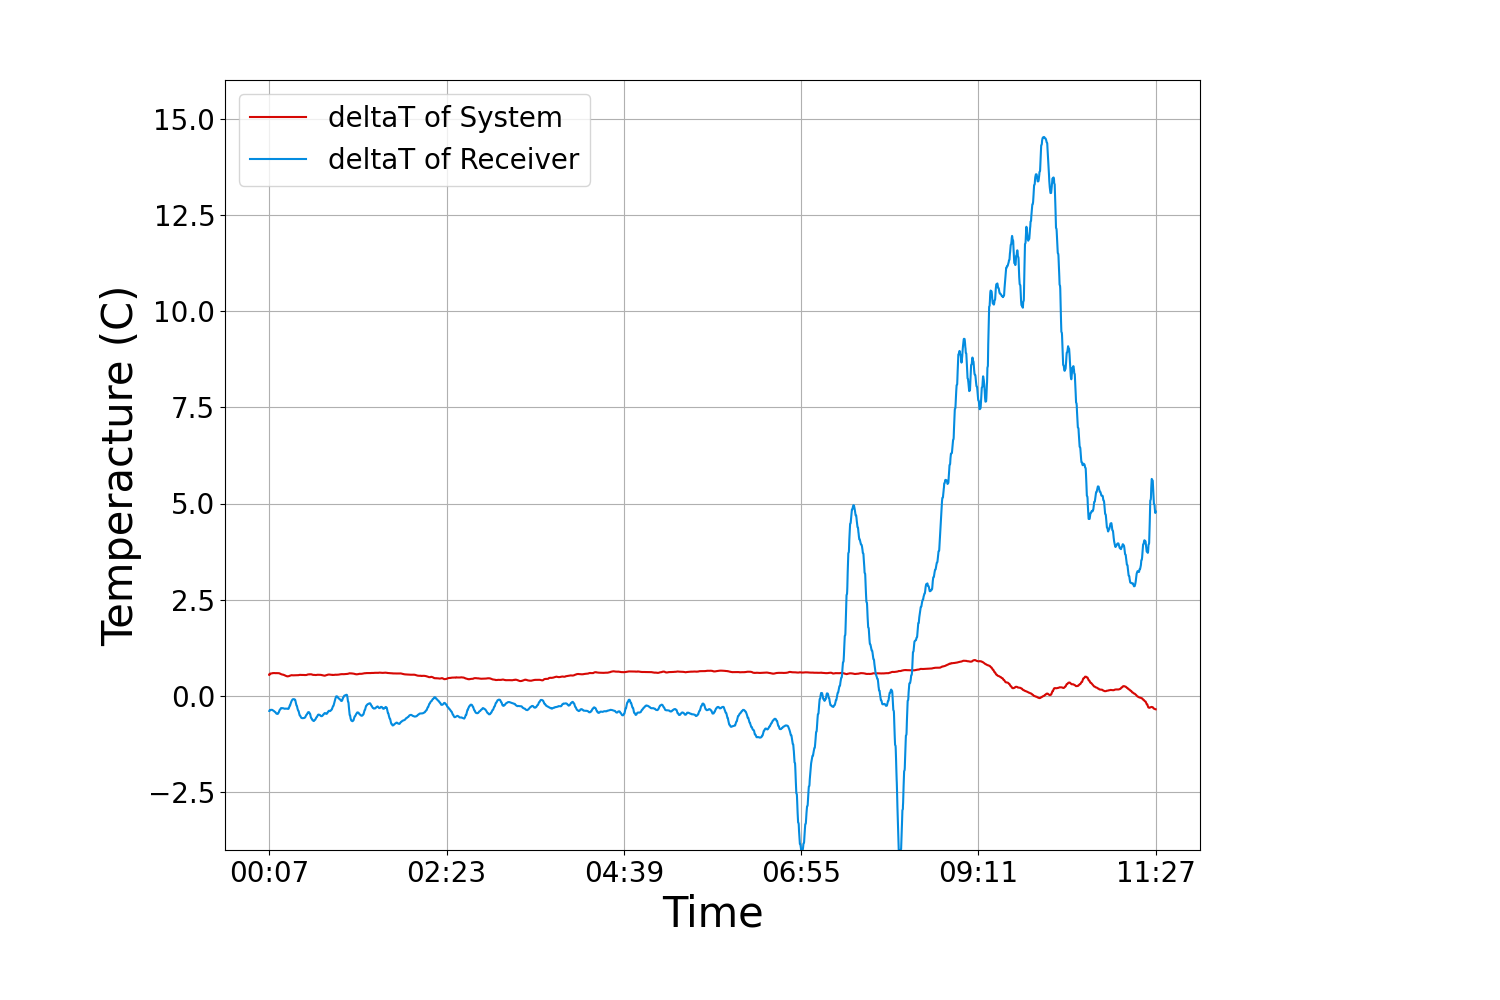 deltaT of System
deltaT of Receiver
15.0
12.5
10.0
7.5
5.0
2.5
0.0
−2.5
Temperacture (C)
00:07 02:23 04:39 06:55 09:11 11:27
Time